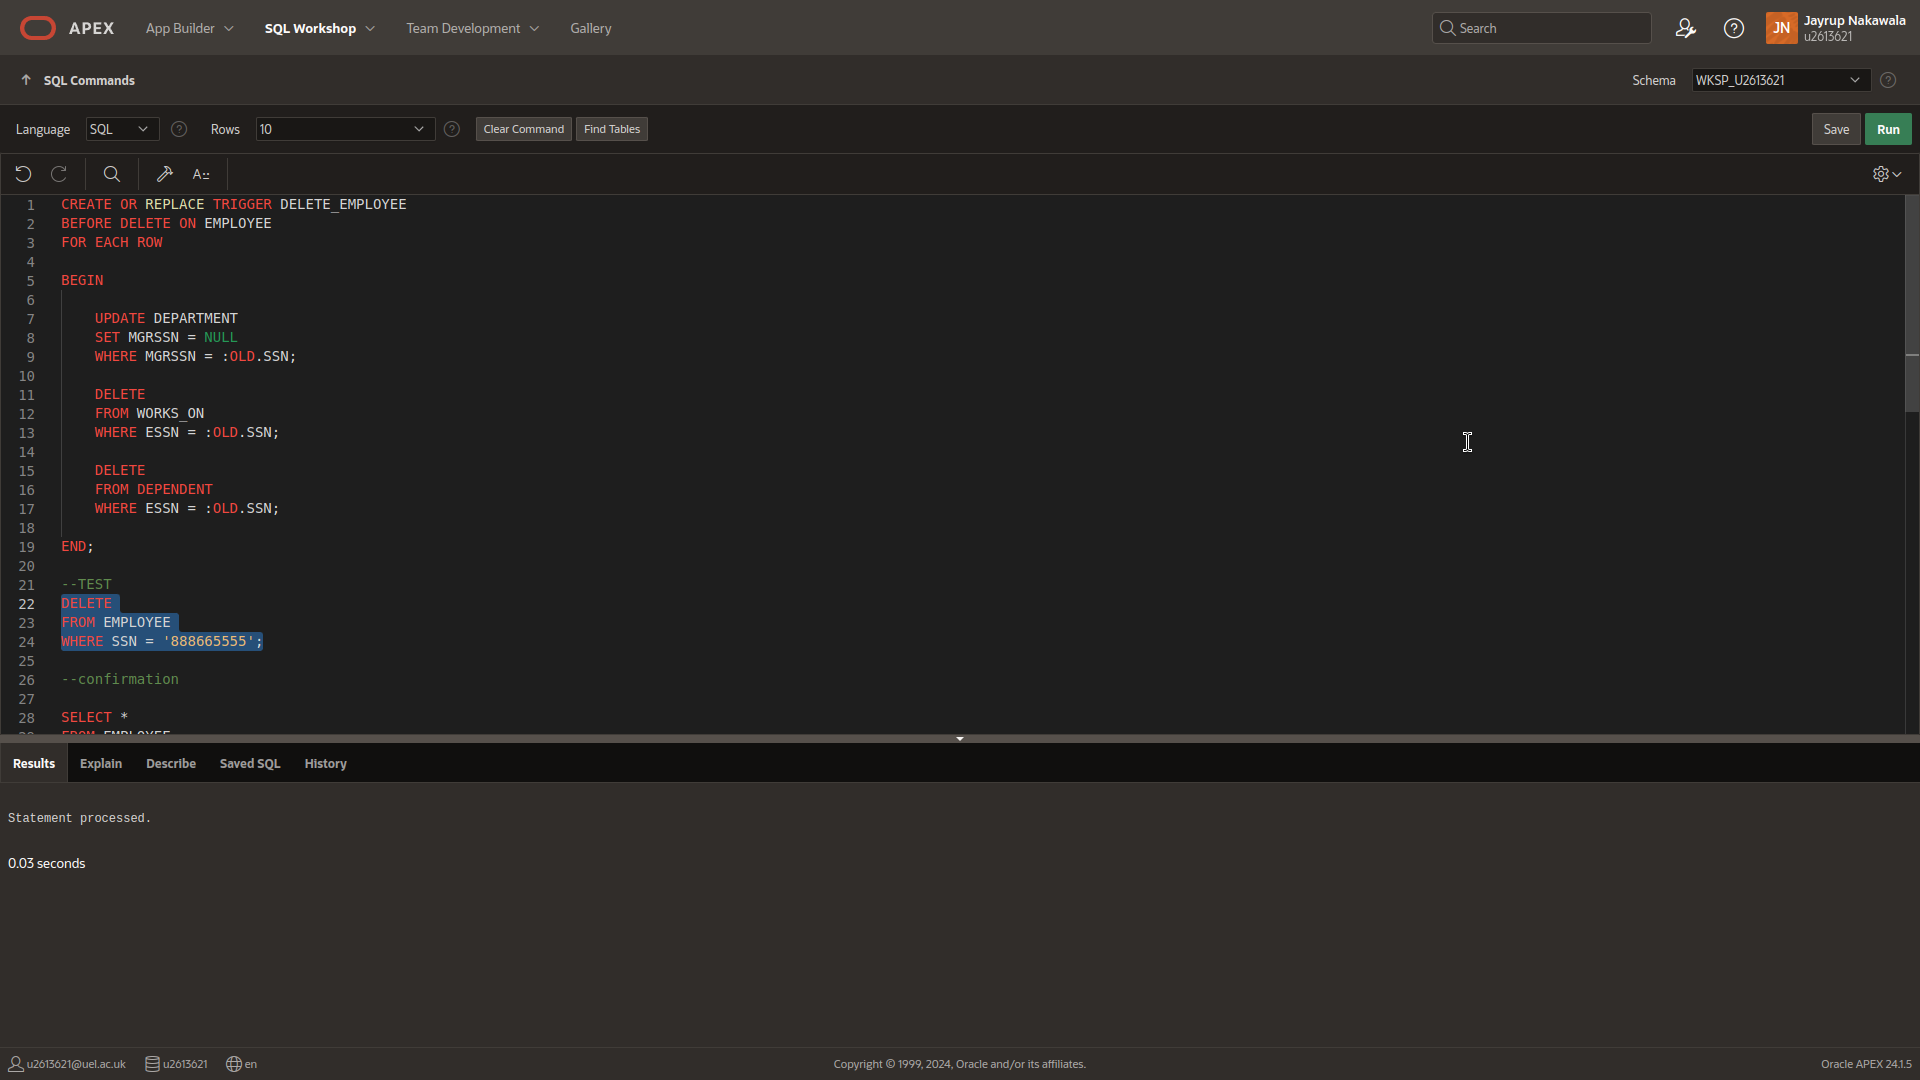 APEX App Builder SQL Workshop Team Development Gallery Search JN Jayrup Nakawala
u2613621
SQL Commands Schema WKSP_U2613621
Language SQL Rows 10 Clear Command Find Tables Save Run
1 CREATE OR REPLACE TRIGGER DELETE_EMPLOYEE
2 BEFORE DELETE ON EMPLOYEE
3 FOR EACH ROW
4
5 BEGIN
6
7 UPDATE DEPARTMENT
8 SET MGRSSN = NULL
9 WHERE MGRSSN = :OLD.SSN;
10
11 DELETE
12 FROM WORKS_ON
13 WHERE ESSN = :OLD.SSN;
14
15 DELETE
16 FROM DEPENDENT
17 WHERE ESSN = :OLD.SSN;
18
19 END;
20
21 --TEST
22 DELETE
23 FROM EMPLOYEE
24 WHERE SSN = '888665555';
25
26 --confirmation
27
28 SELECT *
29 FROM EMPLOYEE
Results Explain Describe Saved SQL History
Statement processed.
0.03 seconds
u2613621@uel.ac.uk u2613621 en Copyright © 1999, 2024, Oracle and/or its affiliates. Oracle APEX 24.1.5